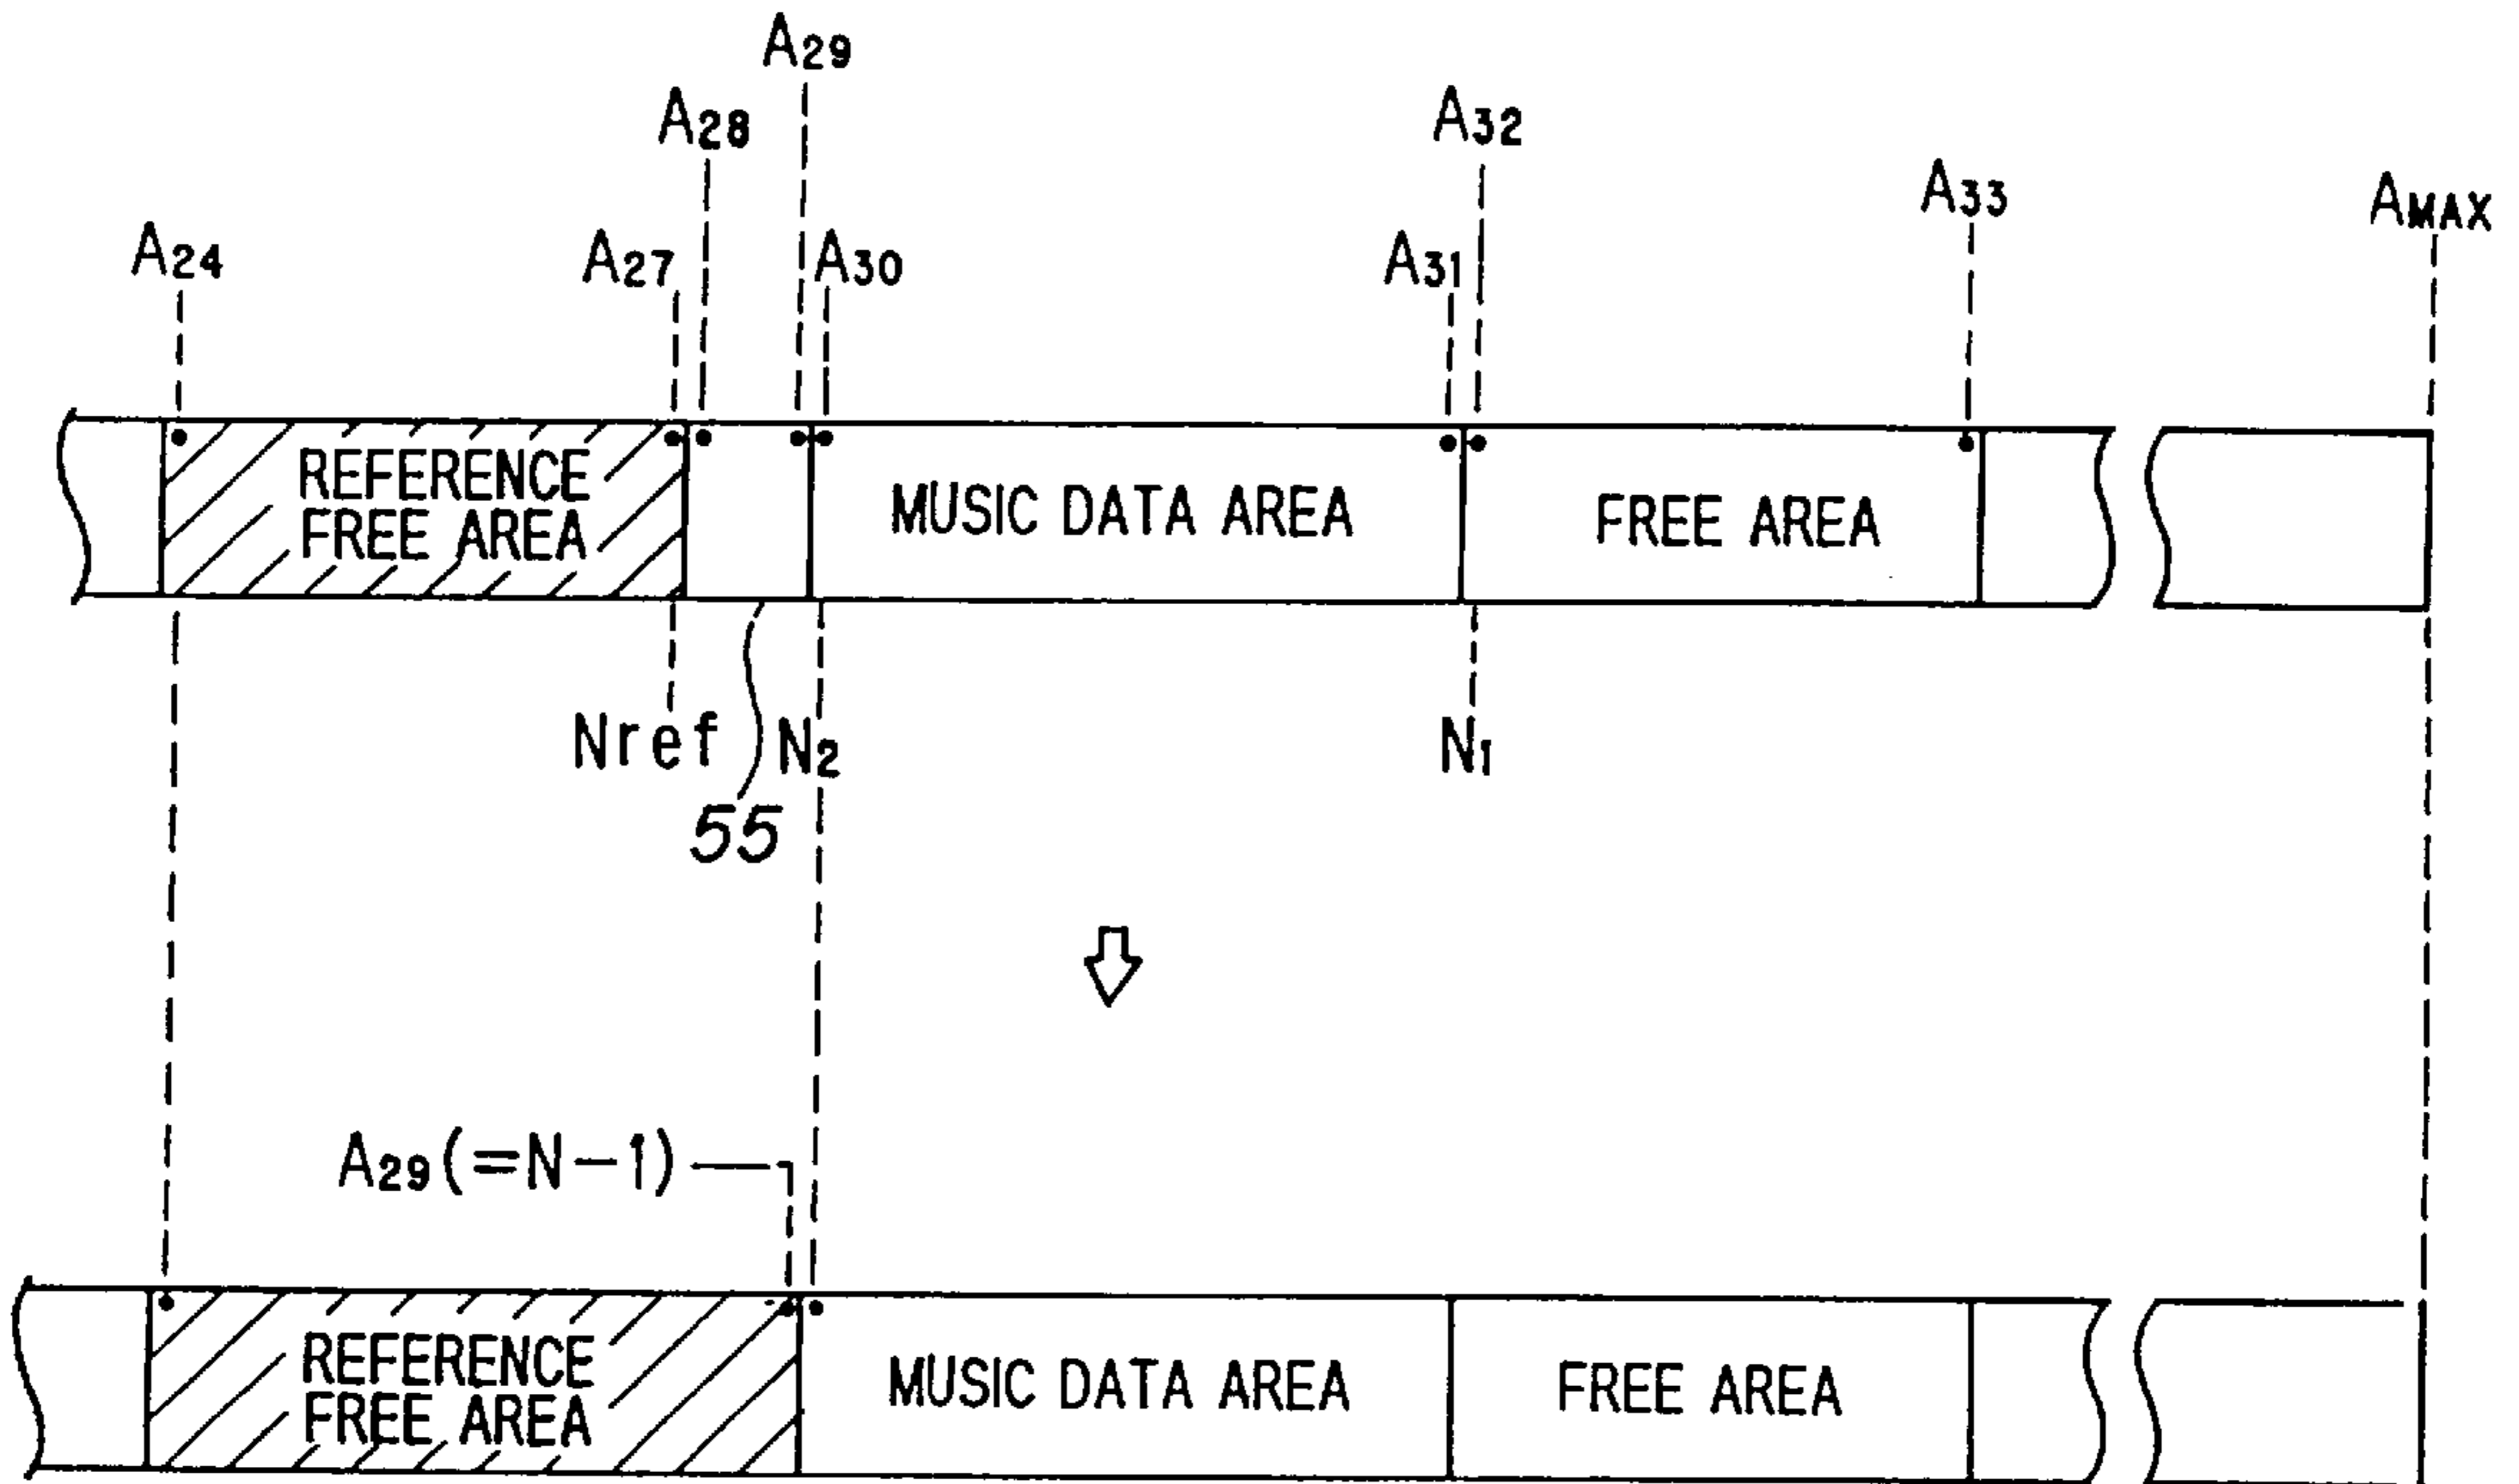 A29
A28
A32
A33
AMAX
A24
A27
A30
A31
REFERENCE
FREE AREA
MUSIC DATA AREA
FREE AREA
Nref
N2
N1
55
A29(=N-1)
REFERENCE
FREE AREA
MUSIC DATA AREA
FREE AREA